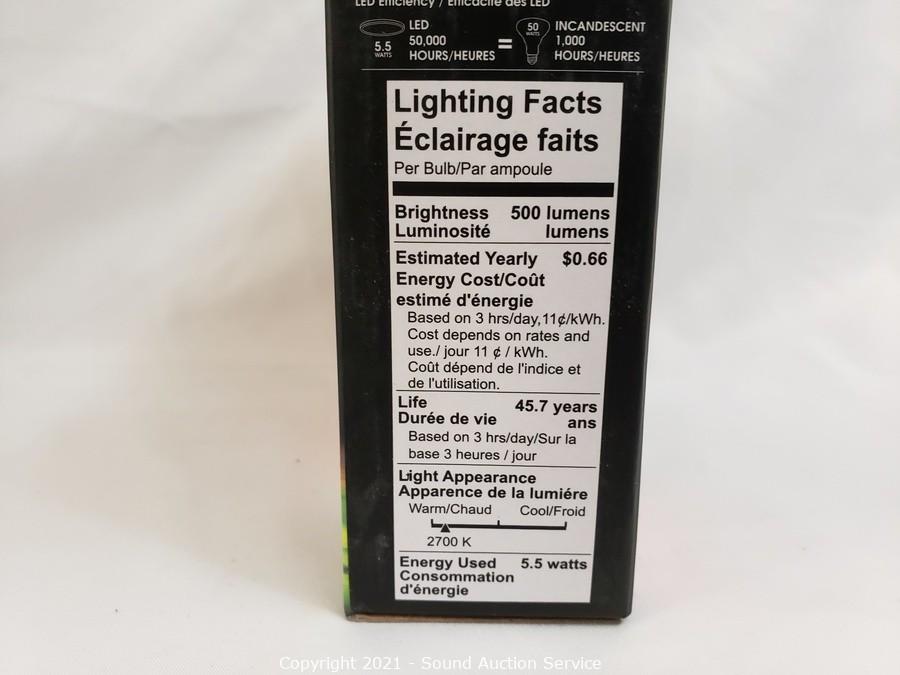 LED Efficiency / Efficacité des LED
LED
50,000
HOURS/HEURES
5.5
WATTS
=
50
WATTS
INCANDESCENT
1,000
HOURS/HEURES
Lighting Facts
Éclairage faits
Per Bulb/Par ampoule
Brightness 500 lumens
Luminosité lumens
Estimated Yearly $0.66
Energy Cost/Coût
estimé d'énergie
Based on 3 hrs/day,11¢/kWh.
Cost depends on rates and
use./ jour 11 ¢ / kWh.
Coût dépend de l'indice et
de l'utilisation.
Life 45.7 years
Durée de vie ans
Based on 3 hrs/day/Sur la
base 3 heures / jour
Light Appearance
Apparence de la lumiére
Warm/Chaud Cool/Froid
2700 K
Energy Used 5.5 watts
Consommation
d'énergie
Copyright 2021 - Sound Auction Service